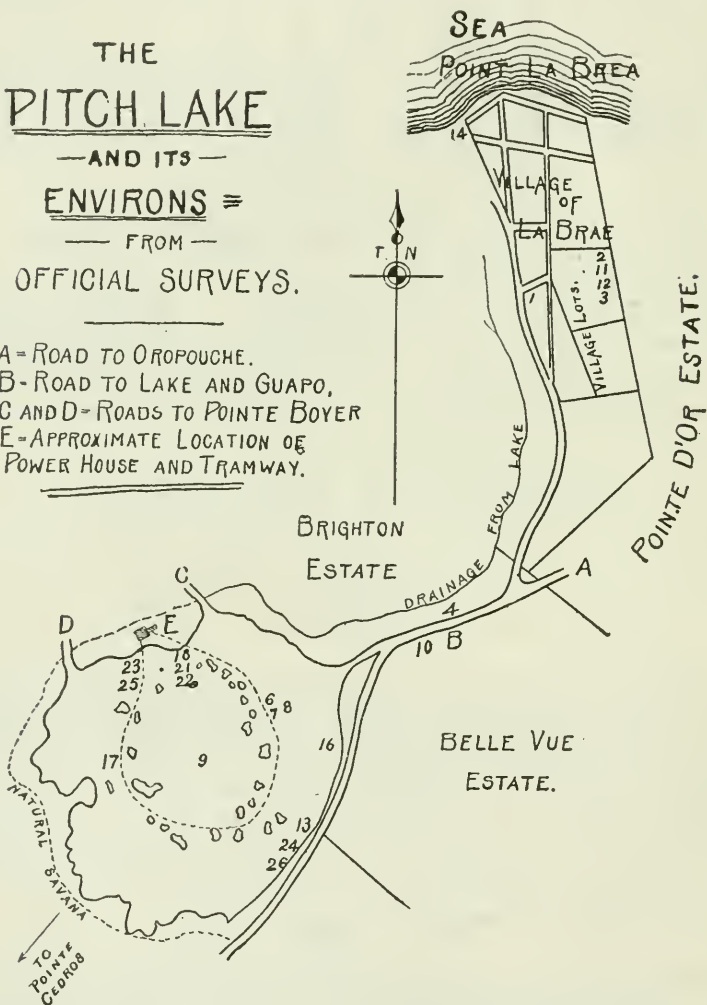 THE
PITCH LAKE
— AND ITS —
ENVIRONS =
— FROM —
OFFICIAL SURVEYS.
A = ROAD TO OROPOUCHE.
B - ROAD TO LAKE AND GUAPO,
C AND D = ROADS TO POINTE BOYER
E = APPROXIMATE LOCATION OF
POWER HOUSE AND TRAMWAY.
SEA
POINT LA BREA
14
VILLAGE
OF
LA BRAE
T. N
2
11
12
3
VILLAGE LOTS.
1
POINTE D'OR ESTATE.
BRIGHTON
ESTATE
DRAINAGE FROM LAKE
A
4
B
10
C
D
E
18
23
21
25
22
6
7 8
16
17
9
13
24
26
BELLE VUE
ESTATE.
NATURAL
SAVANA
TO
POINTE
CEDROS